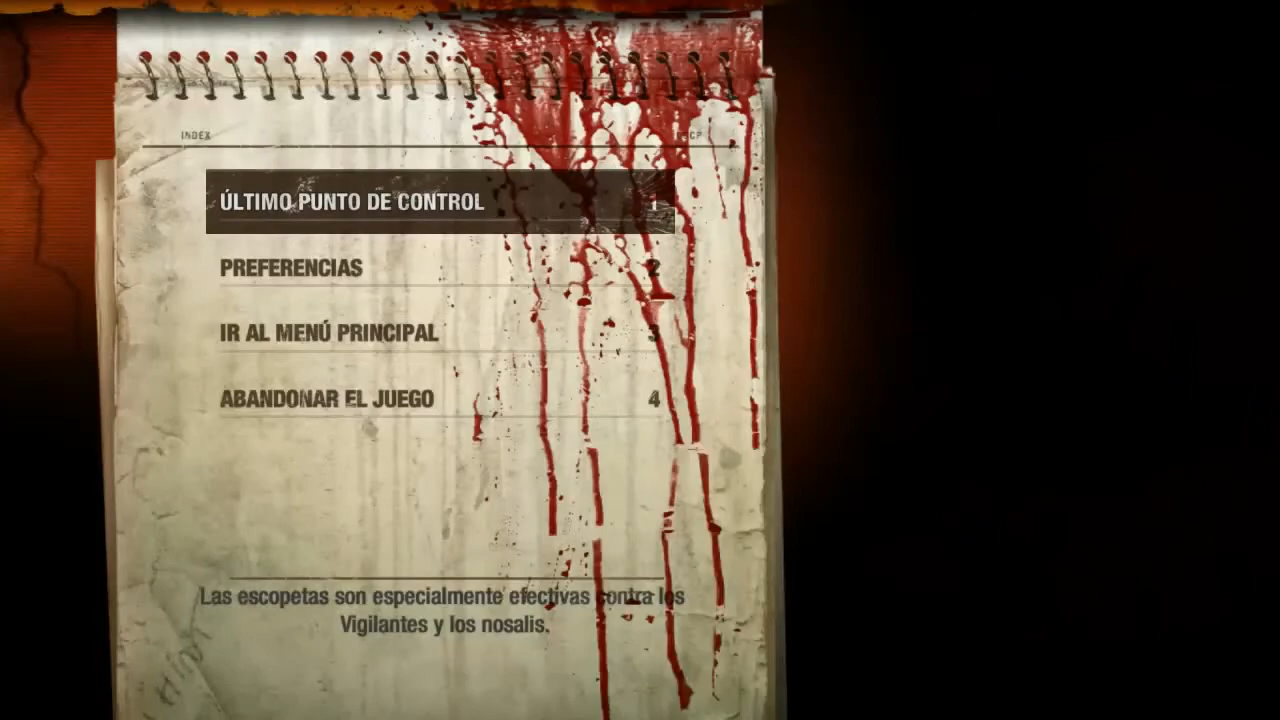 INDEX
ÚLTIMO PUNTO DE CONTROL 1
PREFERENCIAS 2
IR AL MENÚ PRINCIPAL 3
ABANDONAR EL JUEGO 4
Las escopetas son especialmente efectivas contra los
Vigilantes y los nosalis.